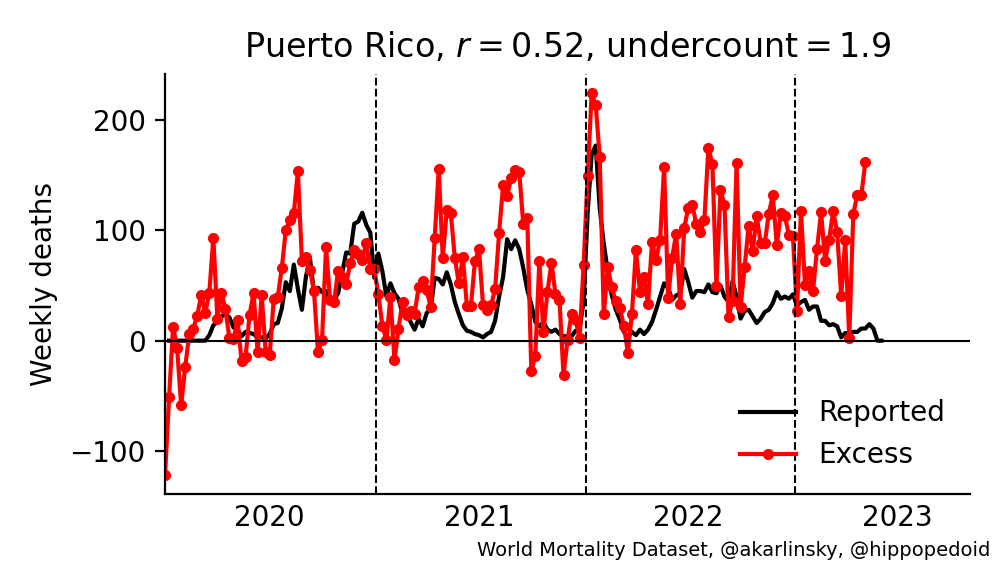 Puerto Rico, r = 0.52, undercount = 1.9
Weekly deaths
200
100
0
−100
Reported
Excess
2020 2021 2022 2023
World Mortality Dataset, @akarlinsky, @hippopedoid